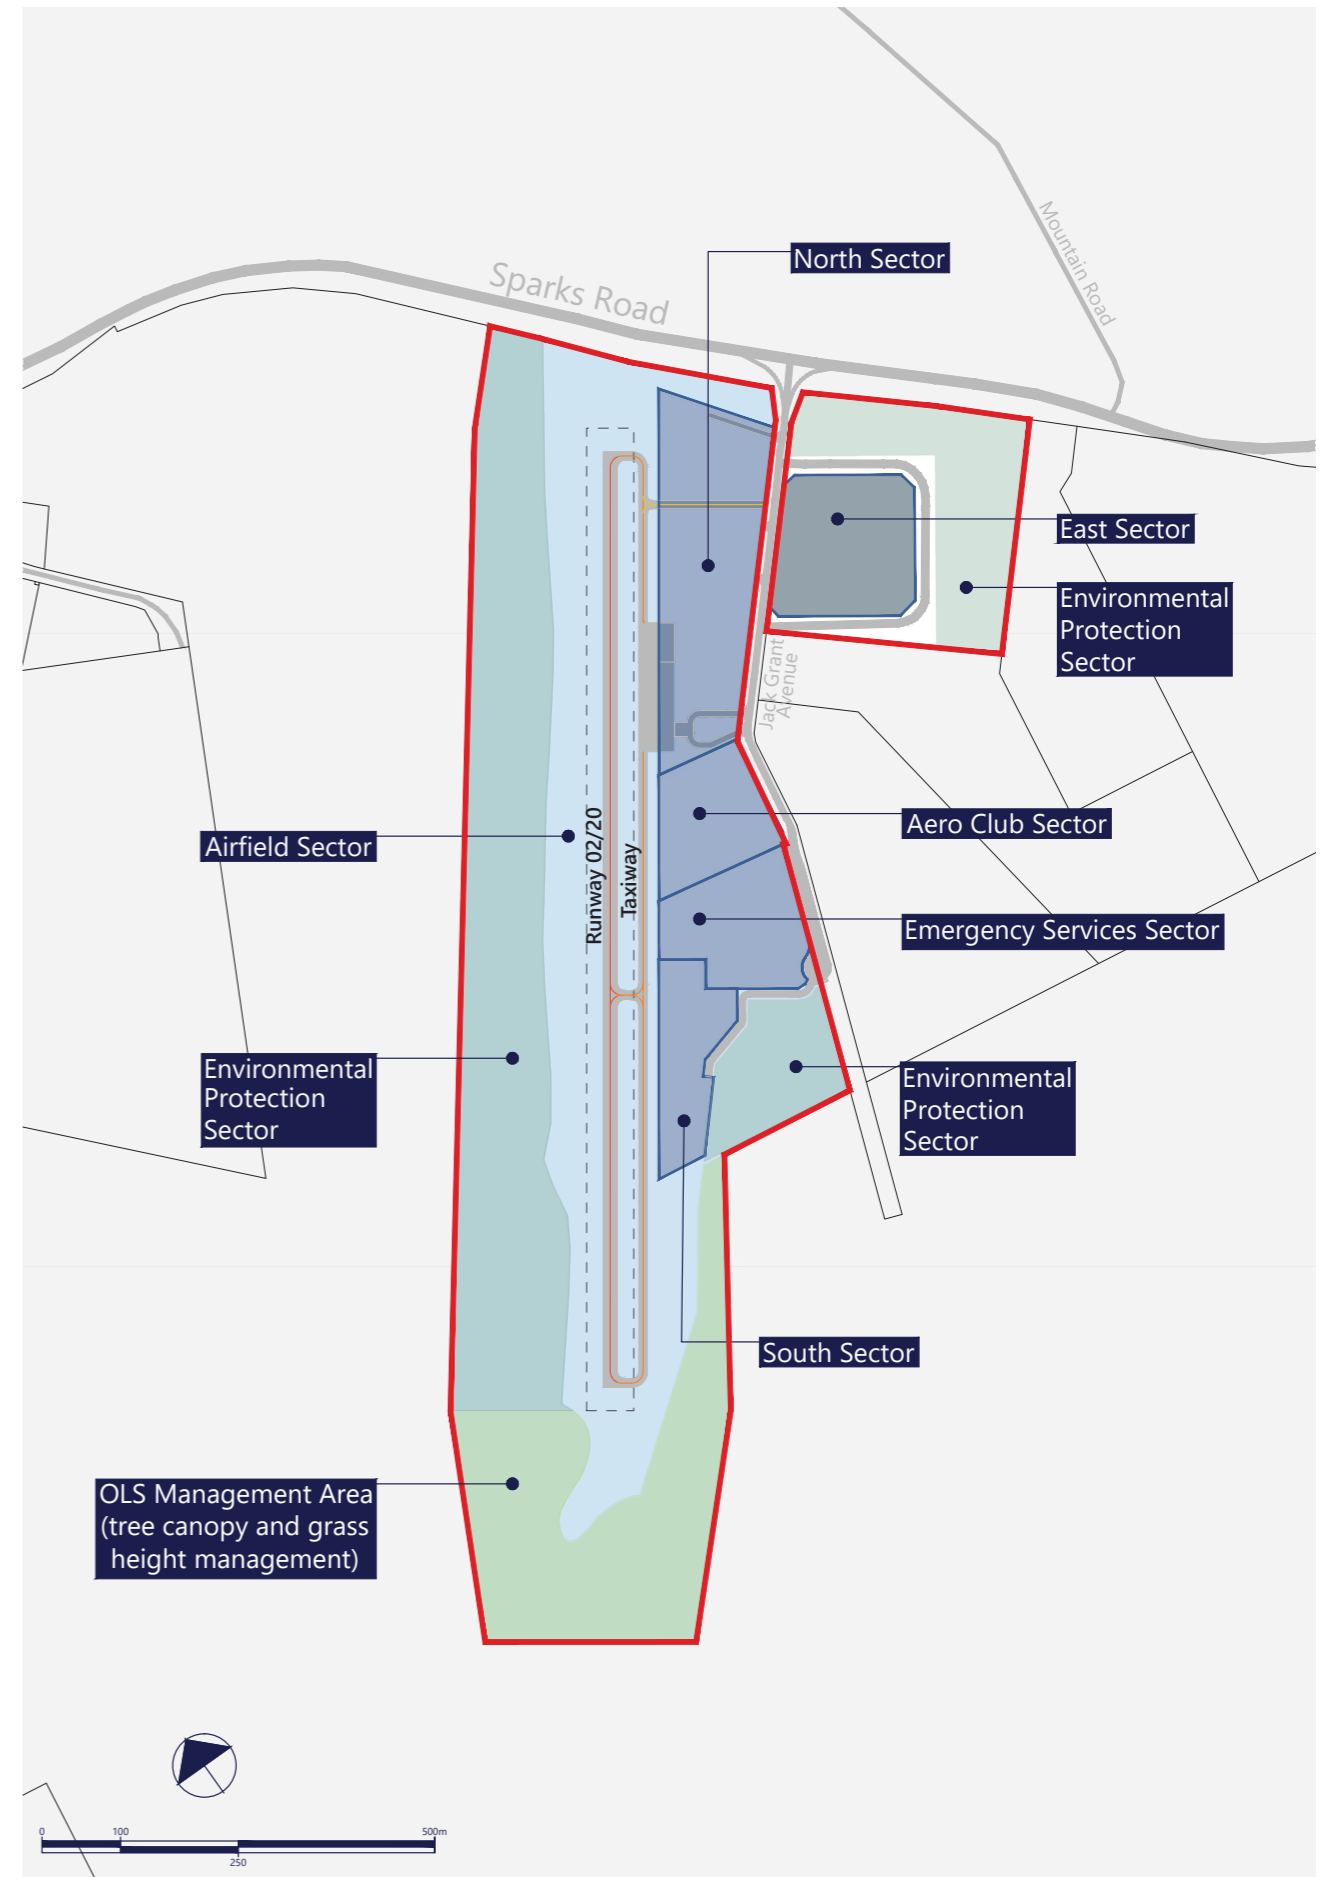 Mountain Road
North Sector
Sparks Road
East Sector
Environmental
Protection
Sector
Jack Grant
Avenue
Aero Club Sector
Airfield Sector
Runway 02/20
Taxiway
Emergency Services Sector
Environmental
Protection
Sector
Environmental
Protection
Sector
South Sector
OLS Management Area
(tree canopy and grass
height management)
0 100 500m
250